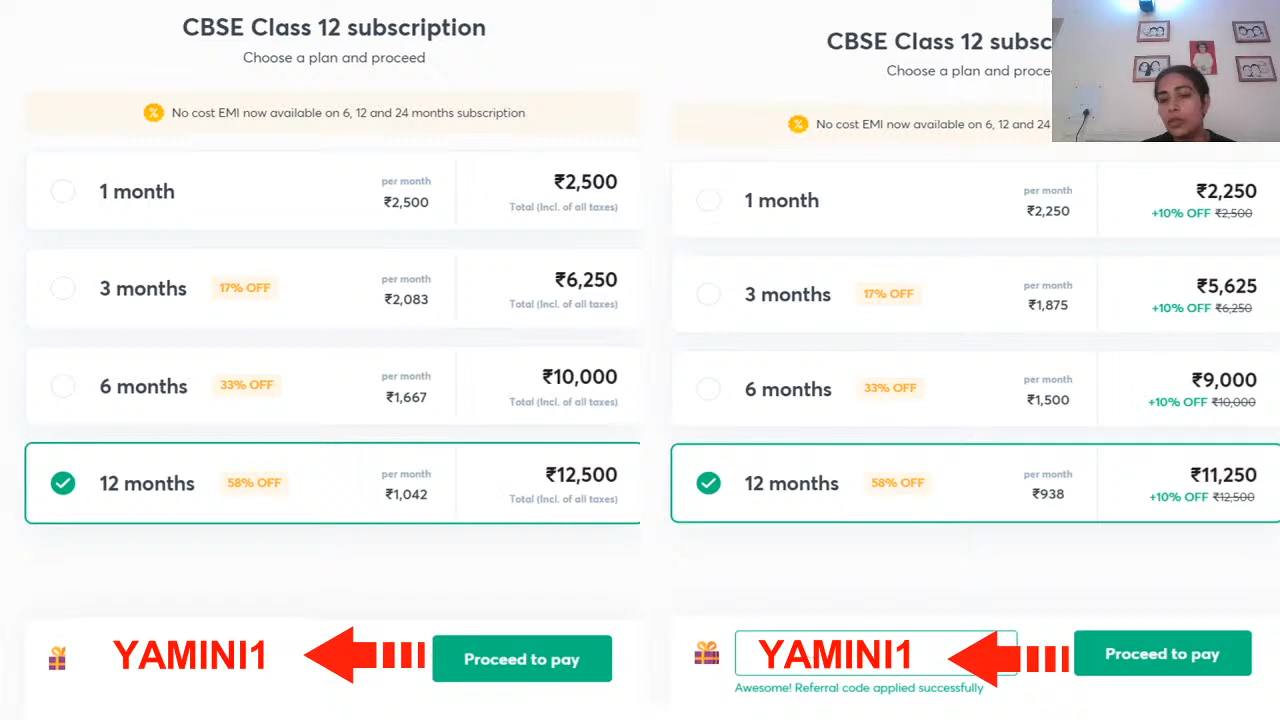 CBSE Class 12 subscription
Choose a plan and proceed
No cost EMI now available on 6, 12 and 24 months subscription
1 month
per month
₹2,500
₹2,500
Total (Incl. of all taxes)
3 months
17% OFF
per month
₹2,083
₹6,250
Total (Incl. of all taxes)
6 months
33% OFF
per month
₹1,667
₹10,000
Total (Incl. of all taxes)
12 months
58% OFF
per month
₹1,042
₹12,500
Total (Incl. of all taxes)
YAMINI1
Proceed to pay
CBSE Class 12 subsc
Choose a plan and procee
No cost EMI now available on 6, 12 and 24
1 month
per month
₹2,250
₹2,250
+10% OFF ₹2,500
3 months
17% OFF
per month
₹1,875
₹5,625
+10% OFF ₹6,250
6 months
33% OFF
per month
₹1,500
₹9,000
+10% OFF ₹10,000
12 months
58% OFF
per month
₹938
₹11,250
+10% OFF ₹12,500
YAMINI1
Proceed to pay
Awesome! Referral code applied successfully